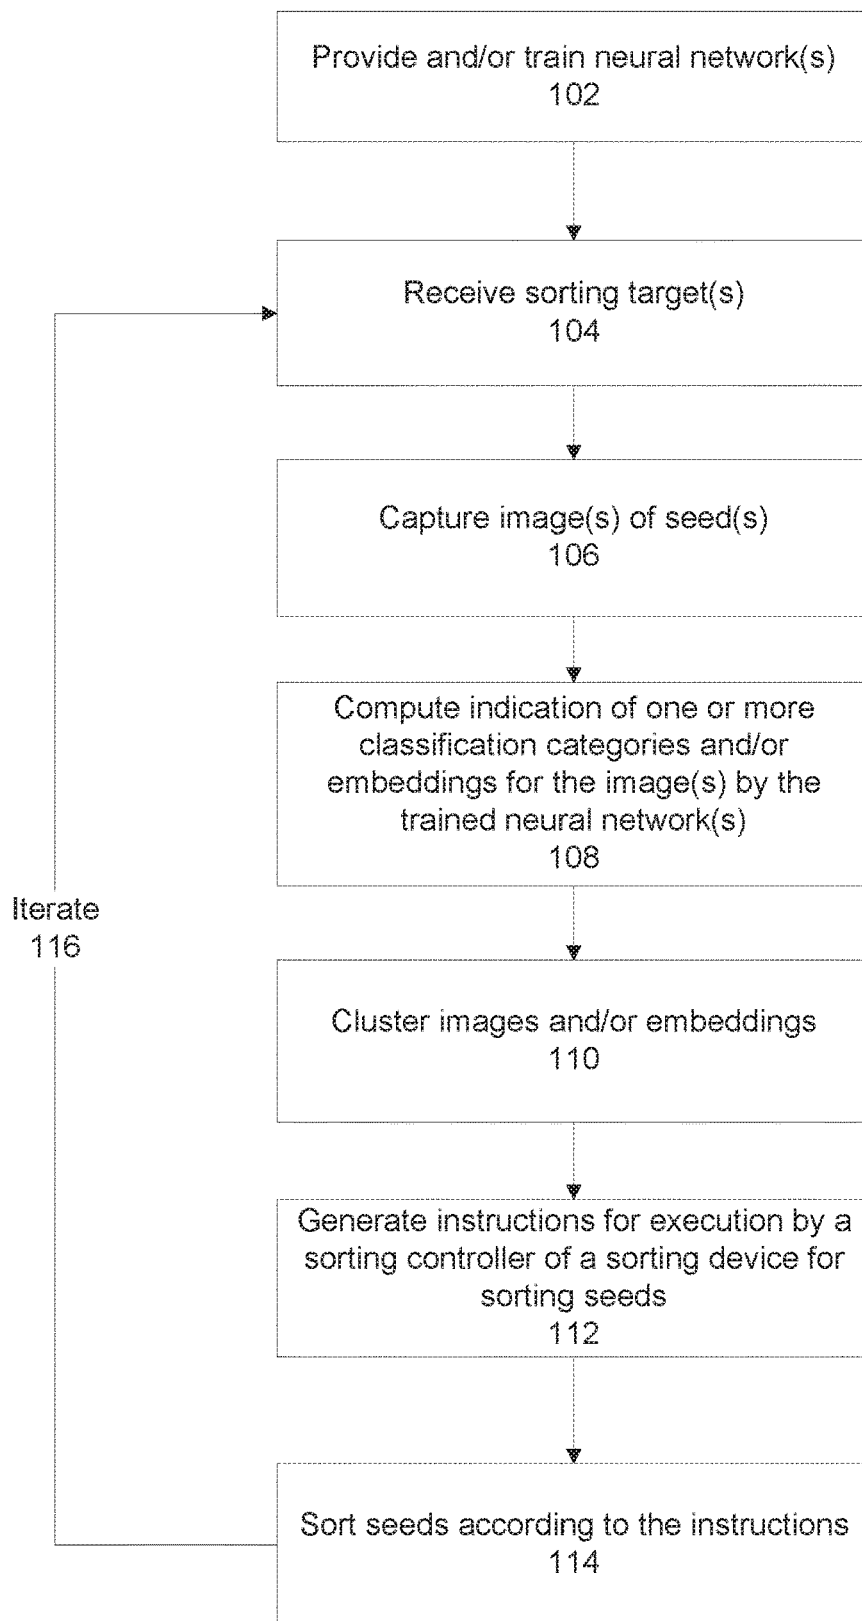 Provide and/or train neural network(s)
102
Receive sorting target(s)
104
Capture image(s) of seed(s)
106
Compute indication of one or more
classification categories and/or
embeddings for the image(s) by the
trained neural network(s)
108
Iterate
116
Cluster images and/or embeddings
110
Generate instructions for execution by a
sorting controller of a sorting device for
sorting seeds
112
Sort seeds according to the instructions
114